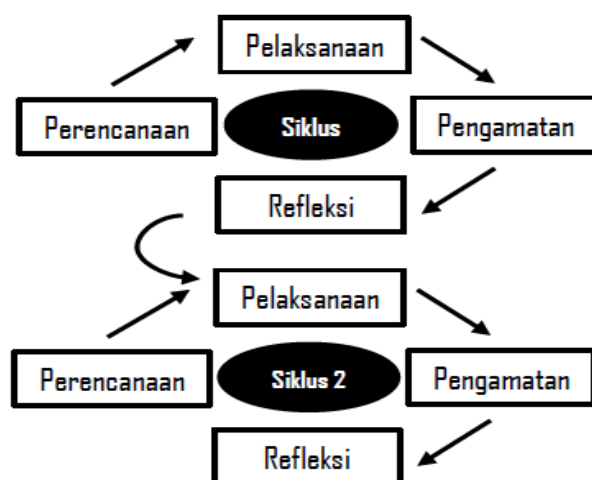 Pelaksanaan
Perencanaan
Siklus
Pengamatan
Refleksi
Pelaksanaan
Perencanaan
Siklus 2
Pengamatan
Refleksi